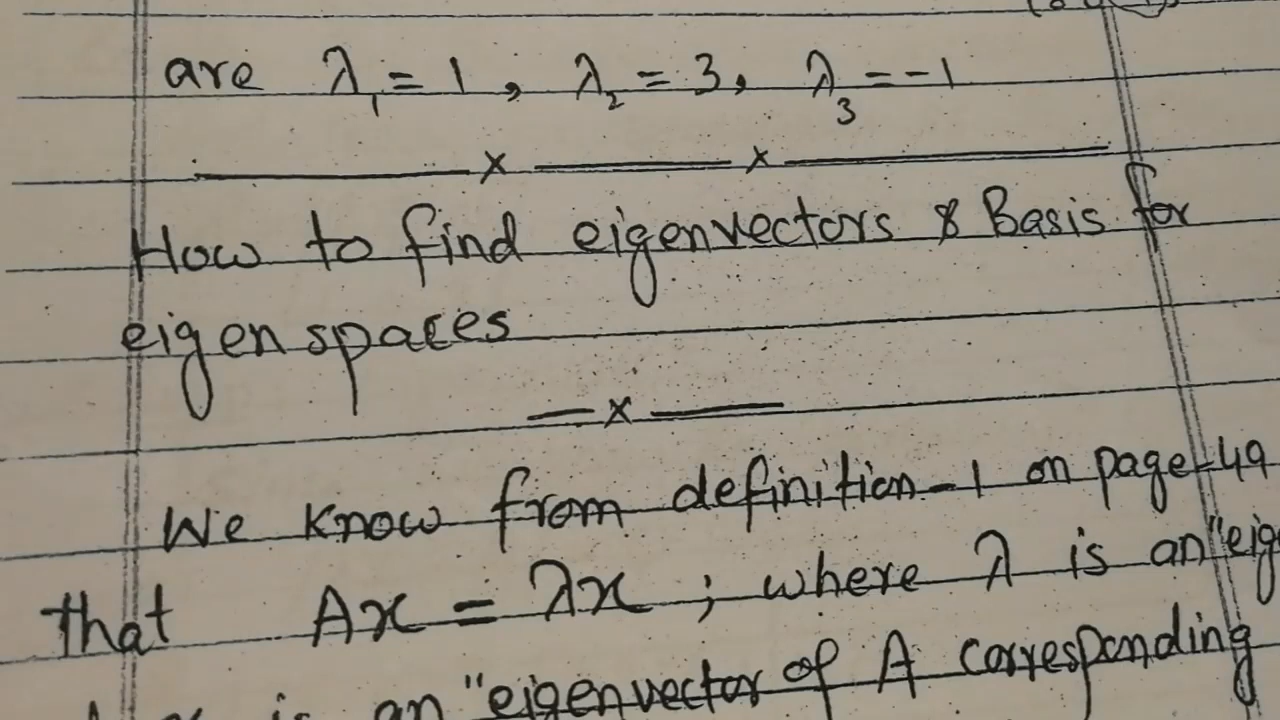 are λ₁ = 1, λ₂ = 3, λ₃ = -1
How to find eigenvectors & Basis for
eigenspaces
We know from definition-1 on page-49
that Ax = λx ; where λ is an "eig
is an "eigenvector of A corresponding